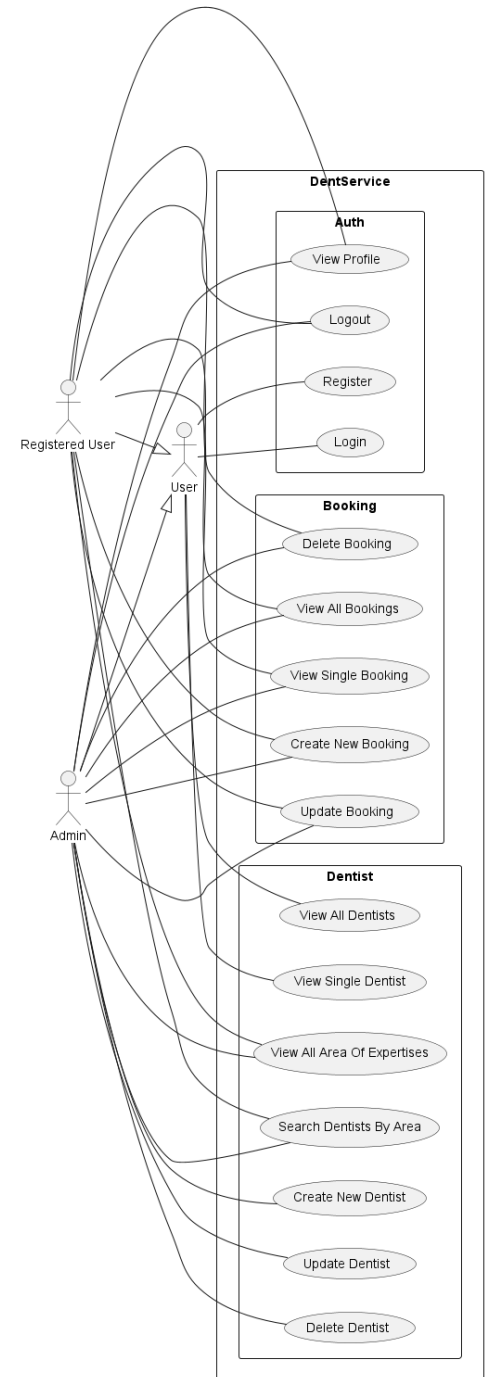 DentService
Auth
View Profile
Logout
Register
Login
Registered User
User
Booking
Delete Booking
View All Bookings
View Single Booking
Create New Booking
Update Booking
Admin
Dentist
View All Dentists
View Single Dentist
View All Area Of Expertises
Search Dentists By Area
Create New Dentist
Update Dentist
Delete Dentist